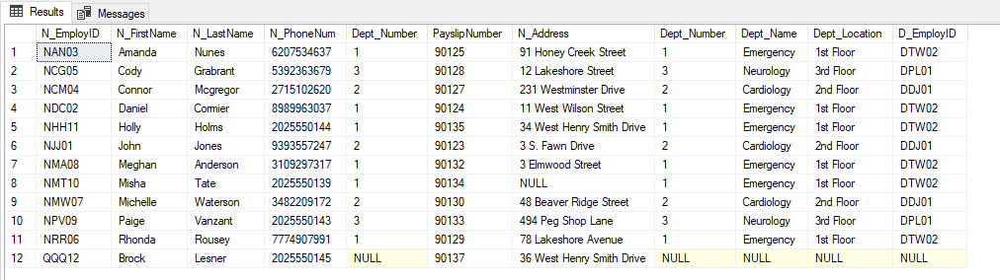 Results Messages
N_EmployID N_FirstName N_LastName N_PhoneNum Dept_Number PayslipNumber N_Address Dept_Number Dept_Name Dept_Location D_EmployID
1 NAN03 Amanda Nunes 6207534637 1 90125 91 Honey Creek Street 1 Emergency 1st Floor DTW02
2 NCG05 Cody Grabrant 5392363679 3 90128 12 Lakeshore Street 3 Neurology 3rd Floor DPL01
3 NCM04 Connor Mcgregor 2715102620 2 90127 231 Westminster Drive 2 Cardiology 2nd Floor DDJ01
4 NDC02 Daniel Cormier 8989963037 1 90124 11 West Wilson Street 1 Emergency 1st Floor DTW02
5 NHH11 Holly Holms 2025550144 1 90135 34 West Henry Smith Drive 1 Emergency 1st Floor DTW02
6 NJJ01 John Jones 9393557247 2 90123 3 S. Fawn Drive 2 Cardiology 2nd Floor DDJ01
7 NMA08 Meghan Anderson 3109297317 1 90132 3 Elmwood Street 1 Emergency 1st Floor DTW02
8 NMT10 Misha Tate 2025550139 1 90134 NULL 1 Emergency 1st Floor DTW02
9 NMW07 Michelle Waterson 3482209172 2 90130 48 Beaver Ridge Street 2 Cardiology 2nd Floor DDJ01
10 NPV09 Paige Vanzant 2025550143 3 90133 494 Peg Shop Lane 3 Neurology 3rd Floor DPL01
11 NRR06 Rhonda Rousey 7774907991 1 90129 78 Lakeshore Avenue 1 Emergency 1st Floor DTW02
12 QQQ12 Brock Lesner 2025550145 NULL 90137 36 West Henry Smith Drive NULL NULL NULL NULL